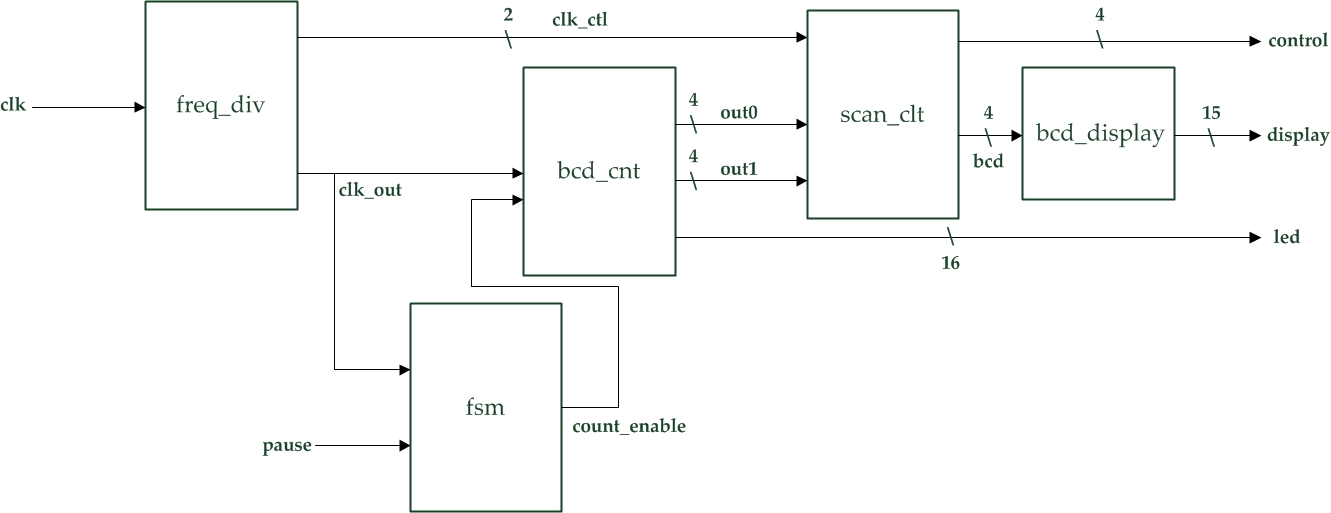 2
clk_ctl
4
control
clk
freq_div
4
out0
scan_clt
4
bcd
bcd_display
15
display
bcd_cnt
4
out1
clk_out
16
led
fsm
count_enable
pause